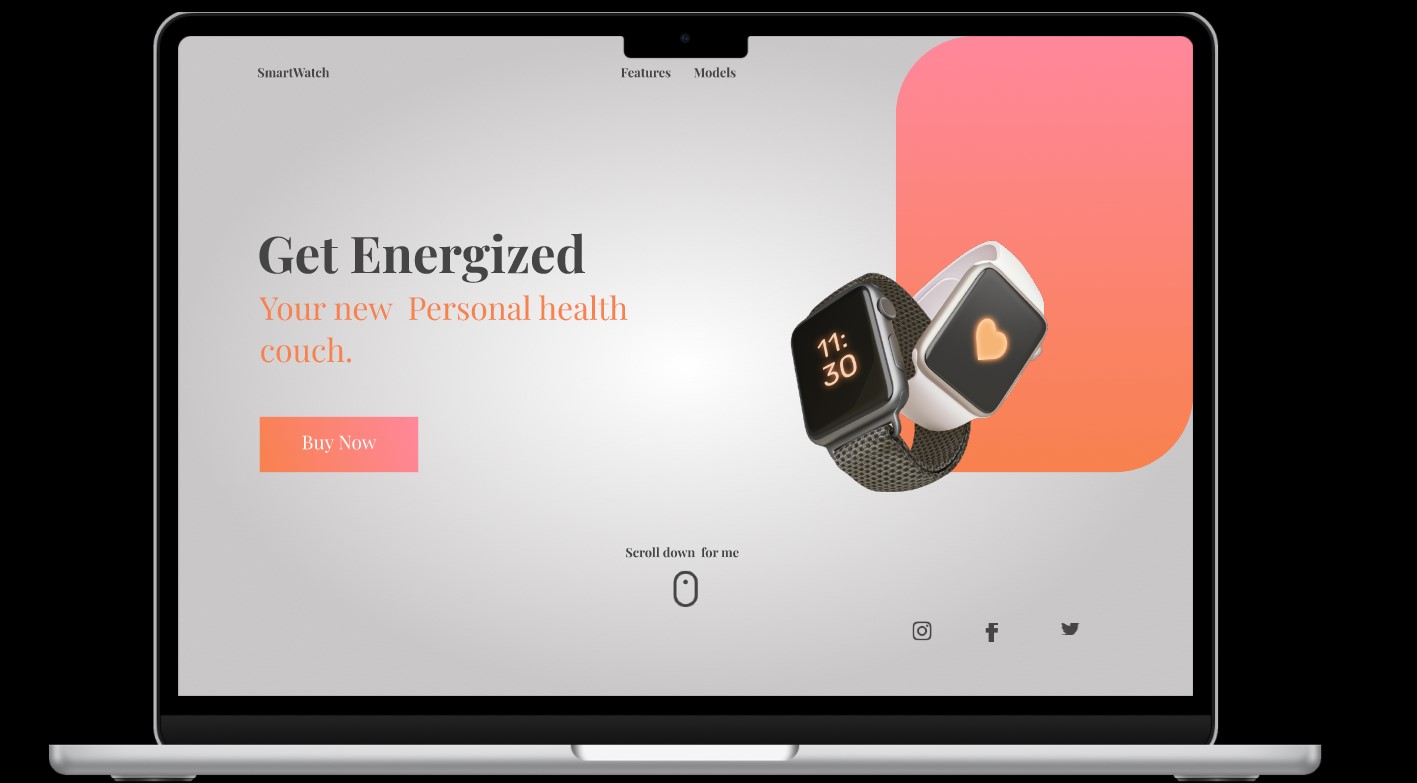 SmartWatch
Features Models
Get Energized
Your new Personal health
couch.
11:
30
Buy Now
Scroll down for me